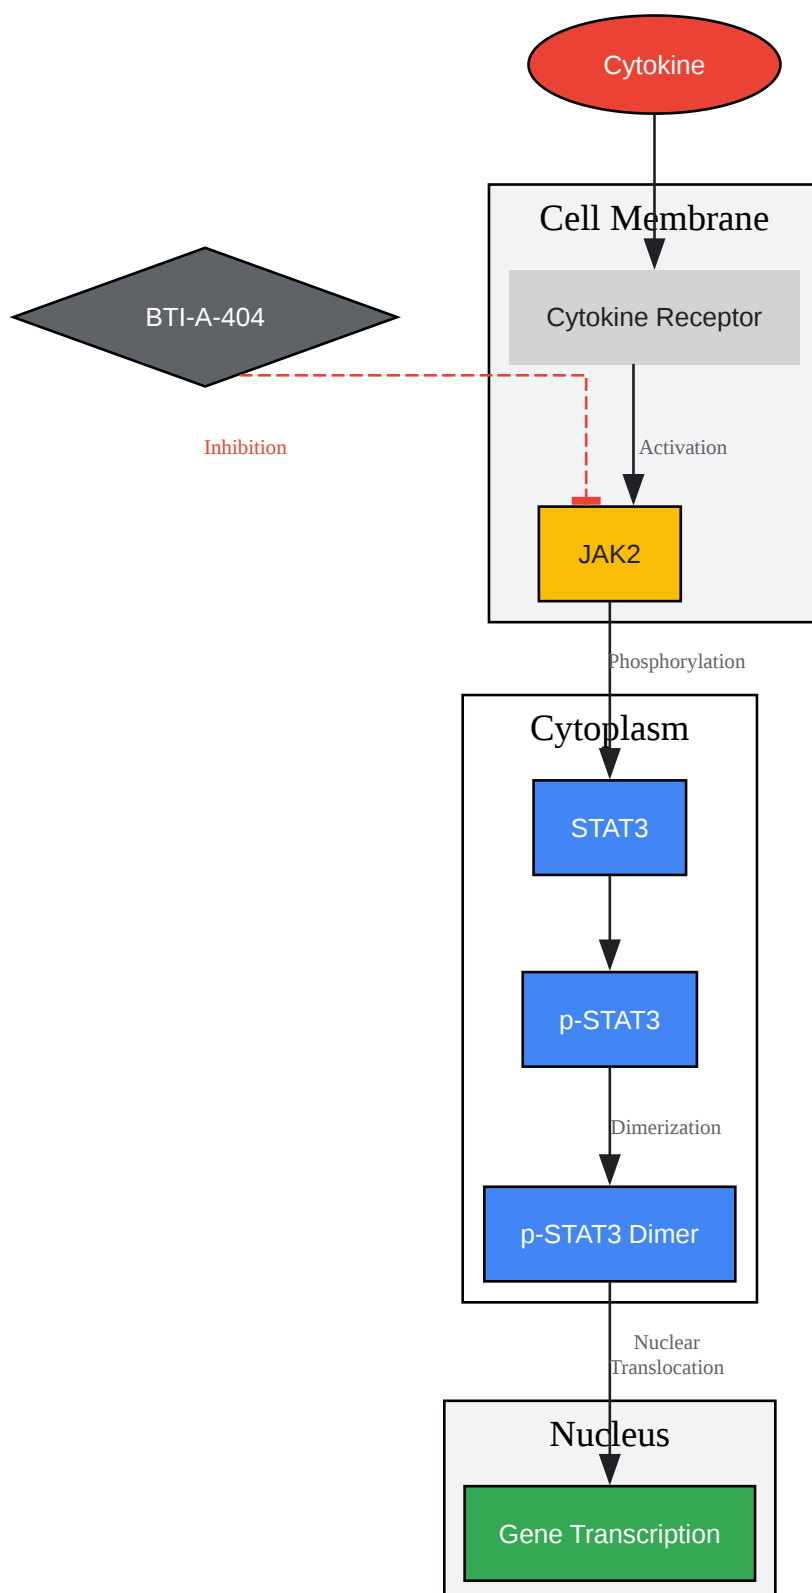 Cytokine
Cell Membrane
BTI-A-404
Cytokine Receptor
Inhibition
Activation
JAK2
Phosphorylation
Cytoplasm
STAT3
p-STAT3
Dimerization
p-STAT3 Dimer
Nuclear
Translocation
Nucleus
Gene Transcription